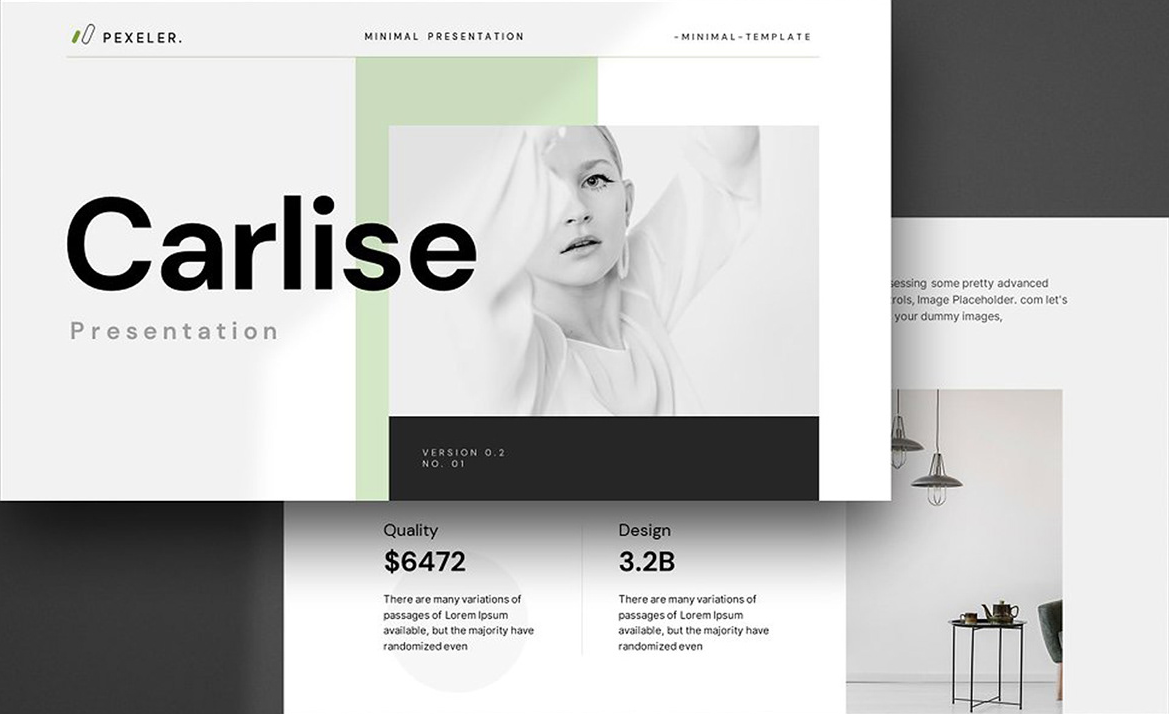 PEXELER.
MINIMAL PRESENTATION
-MINIMAL-TEMPLATE
Carlise
Presentation
VERSION 0.2
NO. 01
some pretty advanced
Image Placeholder. com let's
your dummy images,
Quality
$6472
There are many variations of
passages of Lorem Ipsum
available, but the majority have
randomized even
Design
3.2B
There are many variations of
passages of Lorem Ipsum
available, but the majority have
randomized even